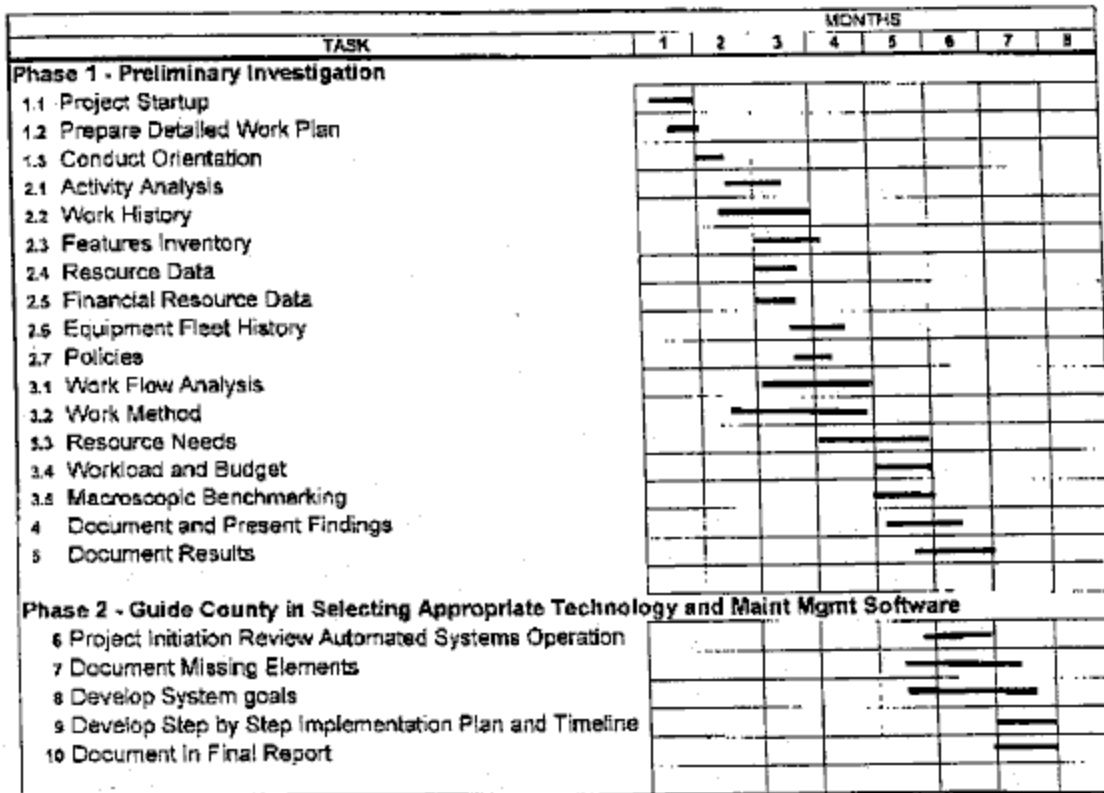 MONTHS
TASK 1 2 3 4 5 6 7 8
Phase 1 - Preliminary Investigation
1.1 Project Startup
1.2 Prepare Detailed Work Plan
1.3 Conduct Orientation
2.1 Activity Analysis
2.2 Work History
2.3 Features Inventory
2.4 Resource Data
2.5 Financial Resource Data
2.6 Equipment Fleet History
2.7 Policies
3.1 Work Flow Analysis
3.2 Work Method
3.3 Resource Needs
3.4 Workload and Budget
3.5 Macroscopic Benchmarking
4 Document and Present Findings
5 Document Results
Phase 2 - Guide County in Selecting Appropriate Technology and Maint Mgmt Software
6 Project Initiation Review Automated Systems Operation
7 Document Missing Elements
8 Develop System goals
9 Develop Step by Step Implementation Plan and Timeline
10 Document in Final Report